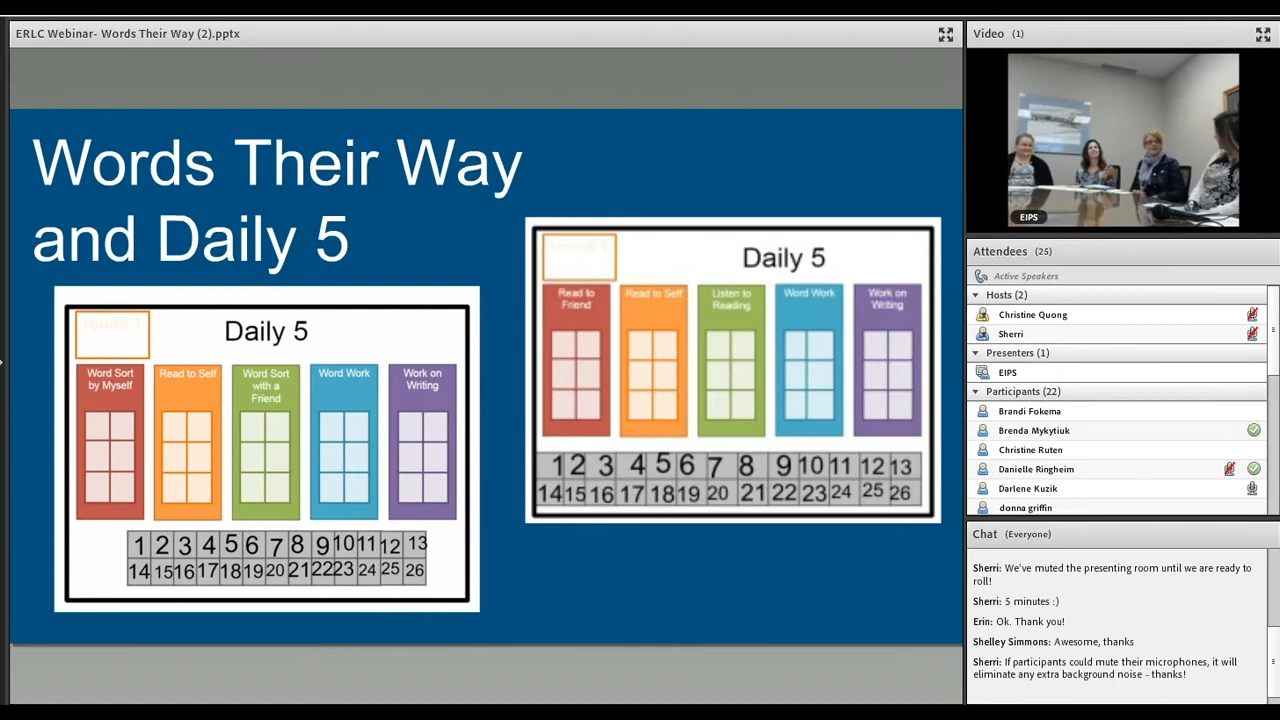 ERLC Webinar- Words Their Way (2).pptx
Words Their Way
and Daily 5
round 1
Daily 5
Word Sort
by Myself
Read to Self
Word Sort
with a
Friend
Word Work
Work on
Writing
1 2 3 4 5 6 7 8 9 10 11 12 13
14 15 16 17 18 19 20 21 22 23 24 25 26
round 1
Daily 5
Read to
Friend
Read to Self
Listen to
Reading
Word Work
Work on
Writing
1 2 3 4 5 6 7 8 9 10 11 12 13
14 15 16 17 18 19 20 21 22 23 24 25 26
Video (1)
EIPS
Attendees (25)
Active Speakers
Hosts (2)
Christine Quong
Sherri
Presenters (1)
EIPS
Participants (22)
Brandi Fokema
Brenda Mykytiuk
Christine Ruten
Danielle Ringheim
Darlene Kuzik
donna griffin
Chat (Everyone)
Sherri: We've muted the presenting room until we are ready to
roll!
Sherri: 5 minutes :)
Erin: Ok. Thank you!
Shelley Simmons: Awesome, thanks
Sherri: If participants could mute their microphones, it will
eliminate any extra background noise - thanks!